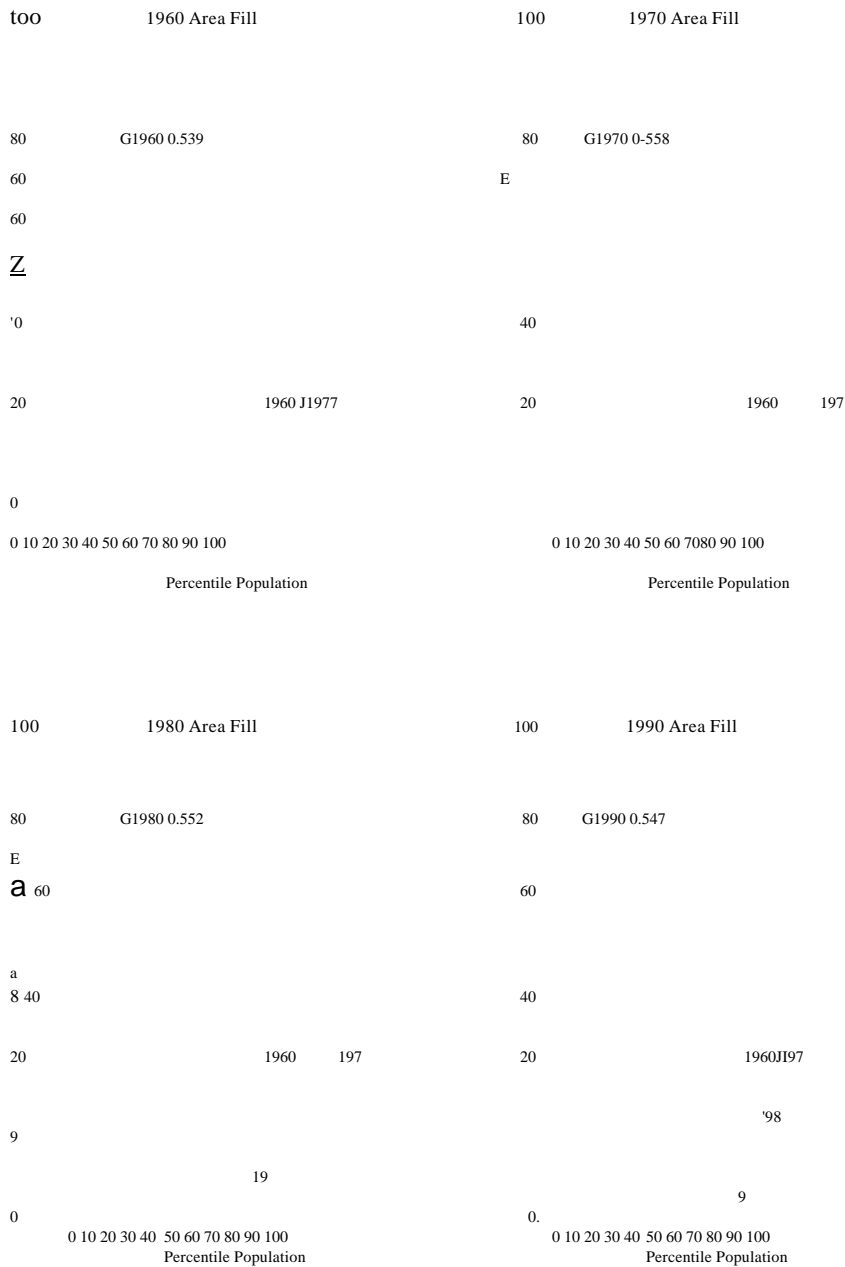 too 1960 Area Fill 100 1970 Area Fill
80 G1960 0.539 80 G1970 0-558
60 E
60
Z
'0 40
20 1960 J1977 20 1960 197
0
0 10 20 30 40 50 60 70 80 90 100 0 10 20 30 40 50 60 7080 90 100
Percentile Population Percentile Population
100 1980 Area Fill 100 1990 Area Fill
80 G1980 0.552 80 G1990 0.547
E
a 60 60
a
8 40 40
20 1960 197 20 1960JI97
'98
9
19
9
0 0.
0 10 20 30 40 50 60 70 80 90 100 0 10 20 30 40 50 60 70 80 90 100
Percentile Population Percentile Population